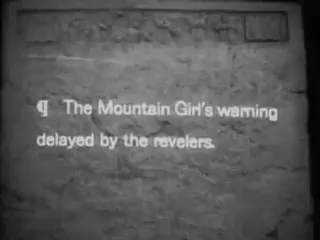 ¶ The Mountain Girl's warning
delayed by the revelers.